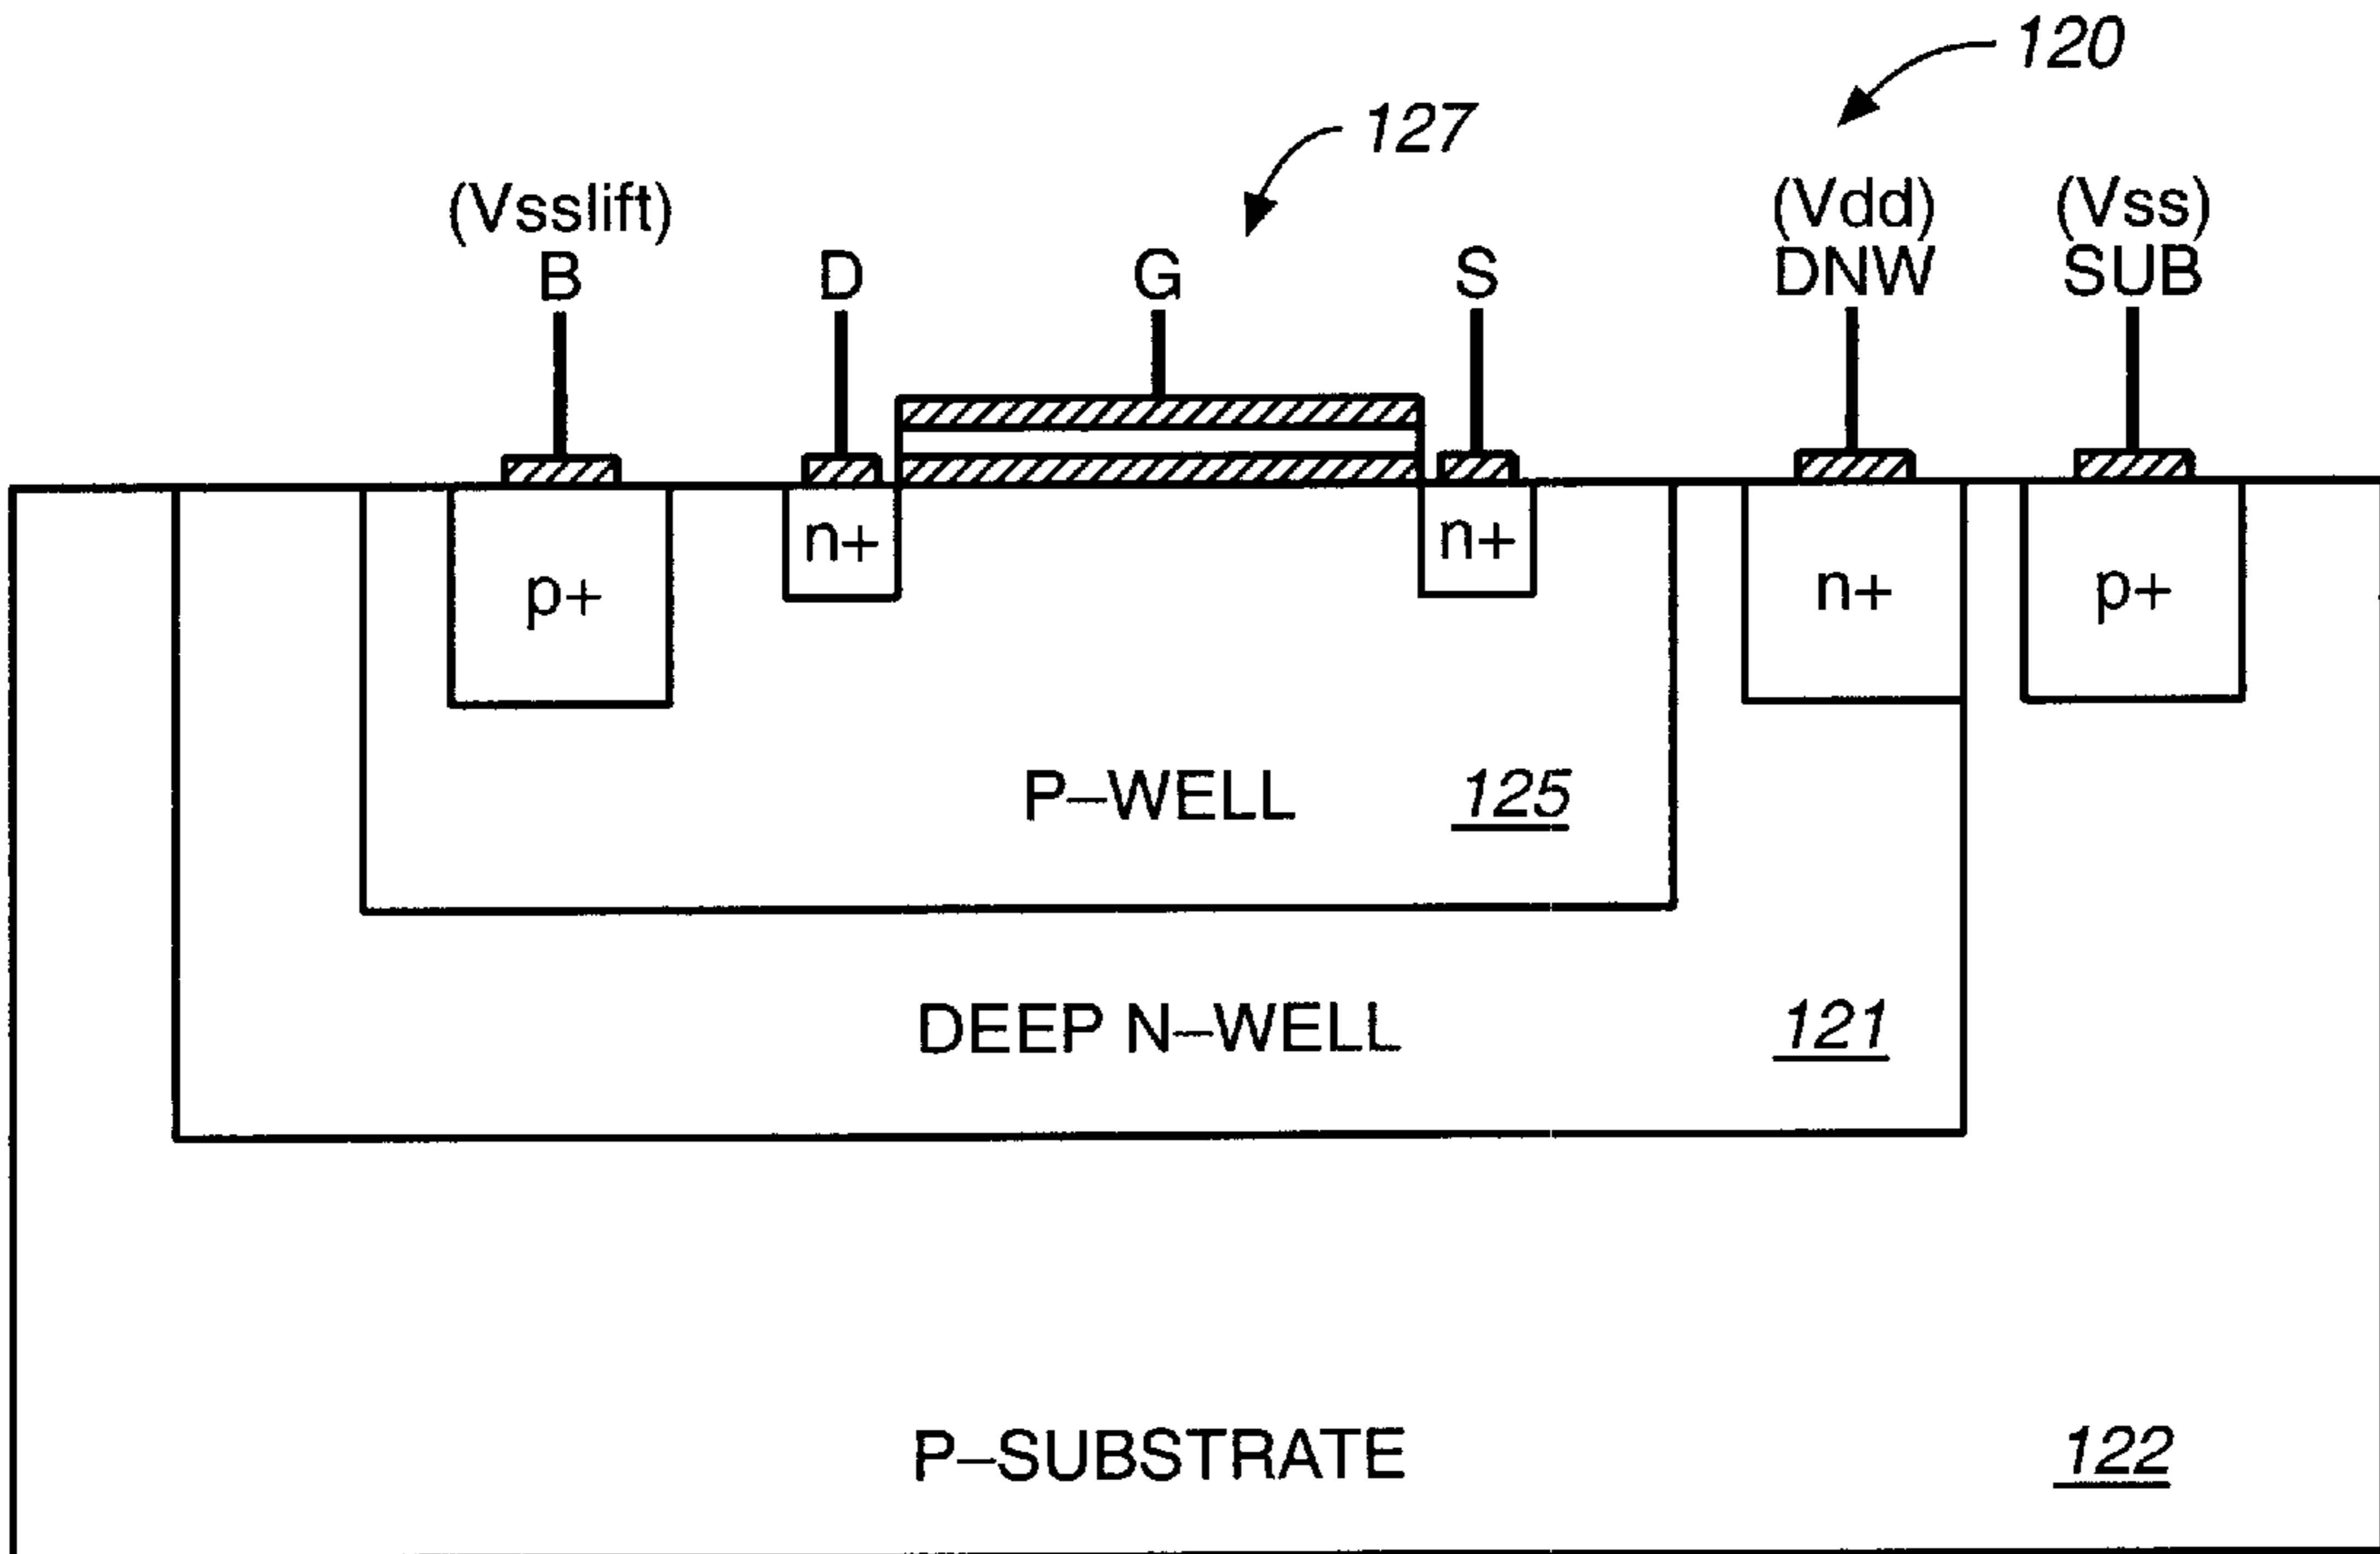 120
127
(Vsslift)
B
D
G
S
(Vdd)
DNW
(Vss)
SUB
p+
n+
n+
n+
p+
P–WELL 125
DEEP N–WELL 121
P–SUBSTRATE 122